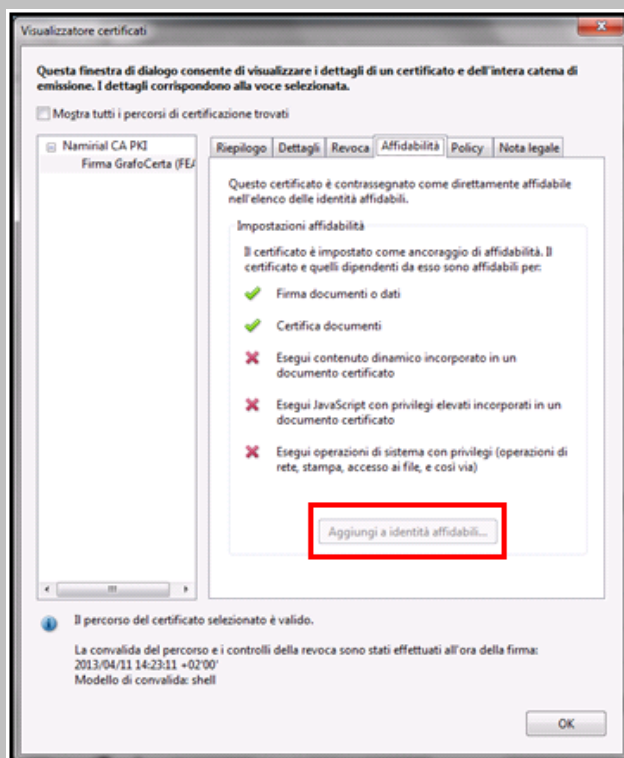 Visualizzatore certificati
Questa finestra di dialogo consente di visualizzare i dettagli di un certificato e dell'intera catena di
emissione. I dettagli corrispondono alla voce selezionata.
Mostra tutti i percorsi di certificazione trovati
Namirial CA PKI
Firma GrafoCerta (FEA
Riepilogo Dettagli Revoca Affidabilità Policy Nota legale
Questo certificato è contrassegnato come direttamente affidabile
nell'elenco delle identità affidabili.
Impostazioni affidabilità
Il certificato è impostato come ancoraggio di affidabilità. Il
certificato e quelli dipendenti da esso sono affidabili per:
Firma documenti o dati
Certifica documenti
Esegui contenuto dinamico incorporato in un
documento certificato
Esegui JavaScript con privilegi elevati incorporati in un
documento certificato
Esegui operazioni di sistema con privilegi (operazioni di
rete, stampa, accesso ai file, e così via)
Aggiungi a identità affidabili...
Il percorso del certificato selezionato è valido.
La convalida del percorso e i controlli della revoca sono stati effettuati all'ora della firma:
2013/04/11 14:23:11 +02'00'
Modello di convalida: shell
OK